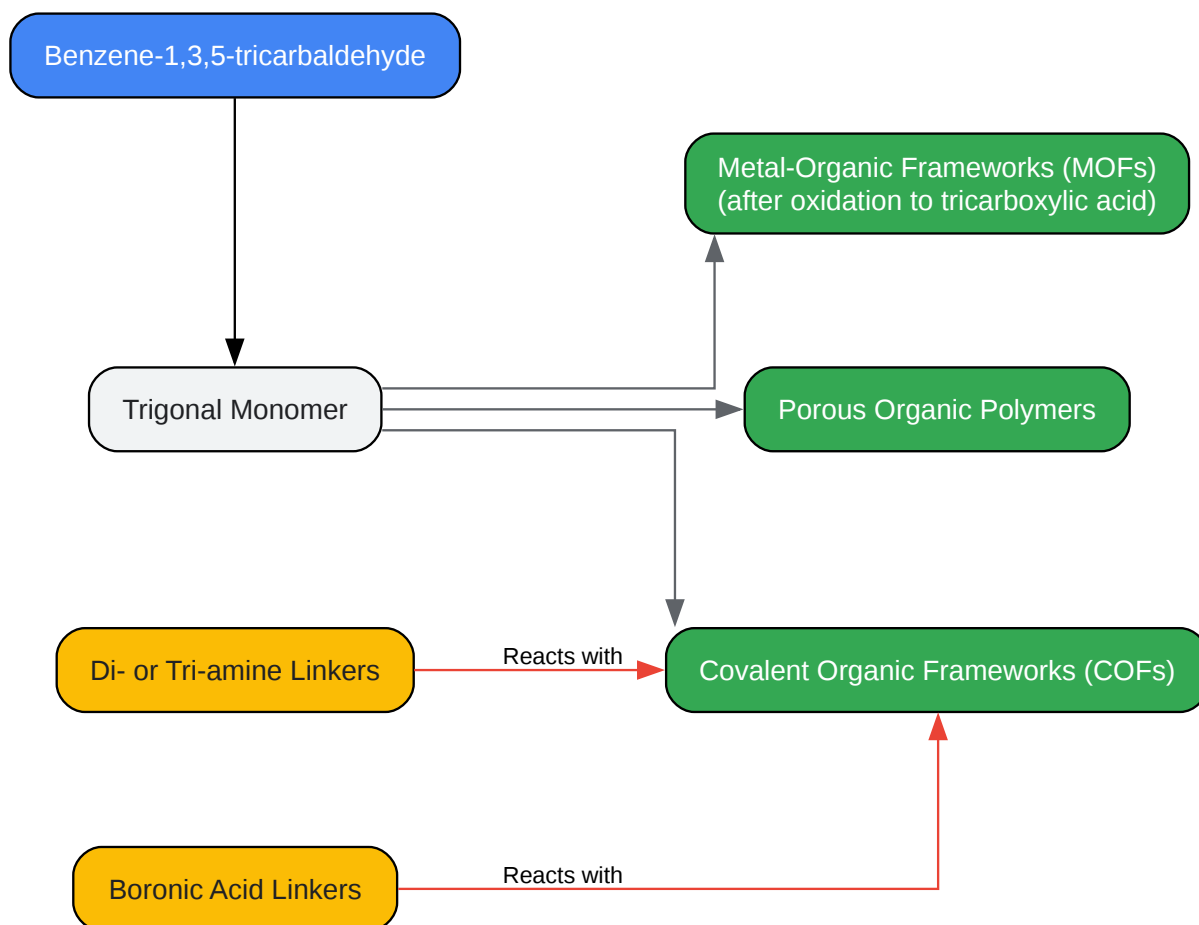 Benzene-1,3,5-tricarbaldehyde
Metal-Organic Frameworks (MOFs)
(after oxidation to tricarboxylic acid)
Trigonal Monomer
Porous Organic Polymers
Di- or Tri-amine Linkers
Reacts with
Covalent Organic Frameworks (COFs)
Boronic Acid Linkers
Reacts with